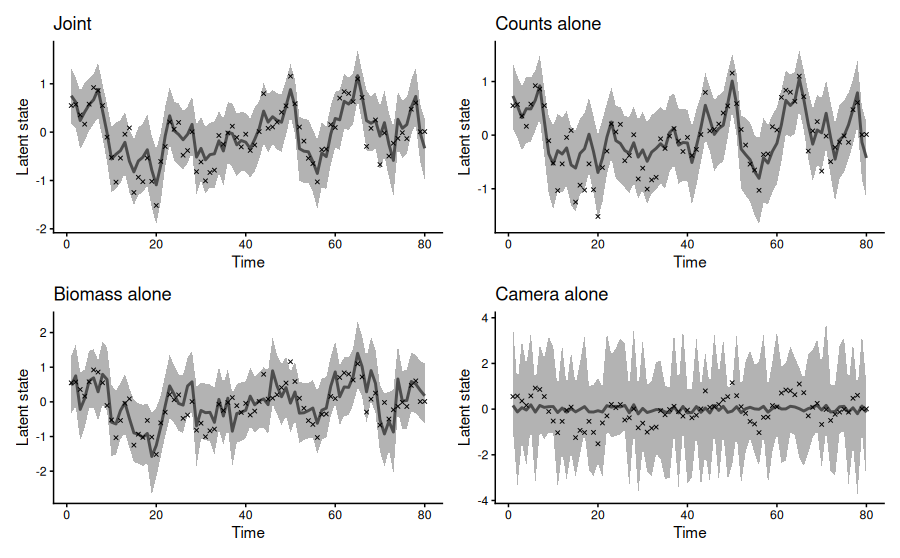 Joint
Latent state
1
0
-1
-2
0 20 40 60 80
Time
Counts alone
Latent state
1
0
-1
0 20 40 60 80
Time
Biomass alone
Latent state
2
1
0
-1
-2
0 20 40 60 80
Time
Camera alone
Latent state
4
2
0
-2
-4
0 20 40 60 80
Time